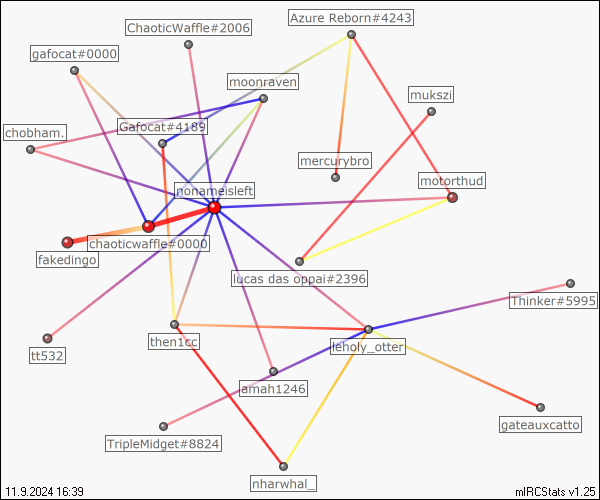 Azure Reborn#4243
ChaoticWaffle#2006
gafocat#0000
moonraven
mukszi
chobham.
Gafocat#4189
mercurybro
motorthud
nonameisleft
chaoticwaffle#0000
fakedingo
lucas das oppai#2396
Thinker#5995
then1cc
leholy_otter
tt532
amah1246
gateauxcatto
TripleMidget#8824
nharwhal_
11.9.2024 16:39
mIRCStats v1.25